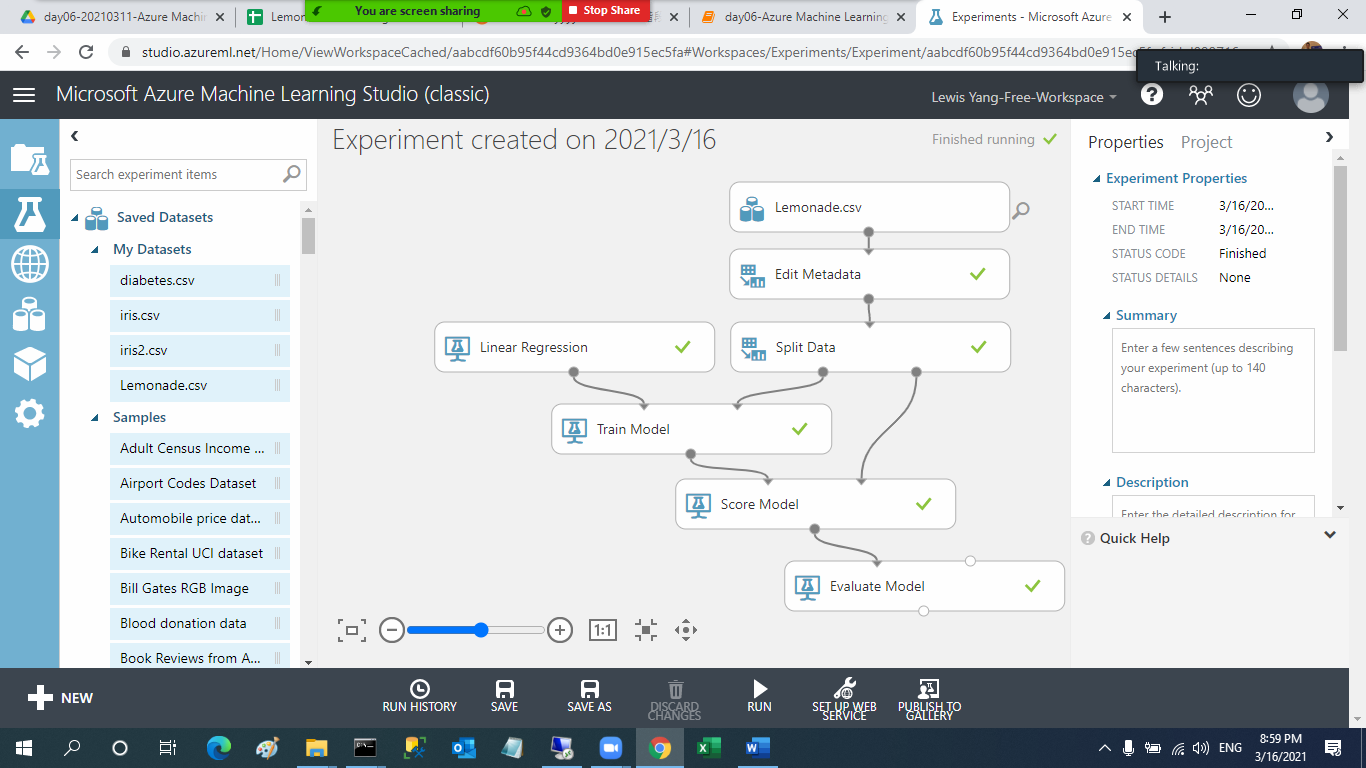 day06-20210311-Azure Machin
Lemon
You are screen sharing
Stop Share
day06-Azure Machine Learning
Experiments - Microsoft Azure
studio.azureml.net/Home/ViewWorkspaceCached/aabcdf60b95f44cd9364bd0e915ec5fa#Workspaces/Experiments/Experiment/aabcdf60b95f44cd9364bd0e915ec
Talking:
Microsoft Azure Machine Learning Studio (classic)
Lewis Yang-Free-Workspace
?
Search experiment items
Saved Datasets
My Datasets
diabetes.csv
iris.csv
iris2.csv
Lemonade.csv
Samples
Adult Census Income ...
Airport Codes Dataset
Automobile price dat...
Bike Rental UCI dataset
Bill Gates RGB Image
Blood donation data
Book Reviews from A...
Experiment created on 2021/3/16
Finished running
Lemonade.csv
Edit Metadata
Linear Regression
Split Data
Train Model
Score Model
Evaluate Model
1:1
Properties
Project
Experiment Properties
START TIME 3/16/20...
END TIME 3/16/20...
STATUS CODE Finished
STATUS DETAILS None
Summary
Enter a few sentences describing
your experiment (up to 140
characters).
Description
Enter the detailed description for
? Quick Help
NEW
RUN HISTORY
SAVE
SAVE AS
DISCARD
CHANGES
RUN
SET UP WEB
SERVICE
PUBLISH TO
GALLERY
ENG
8:59 PM
3/16/2021